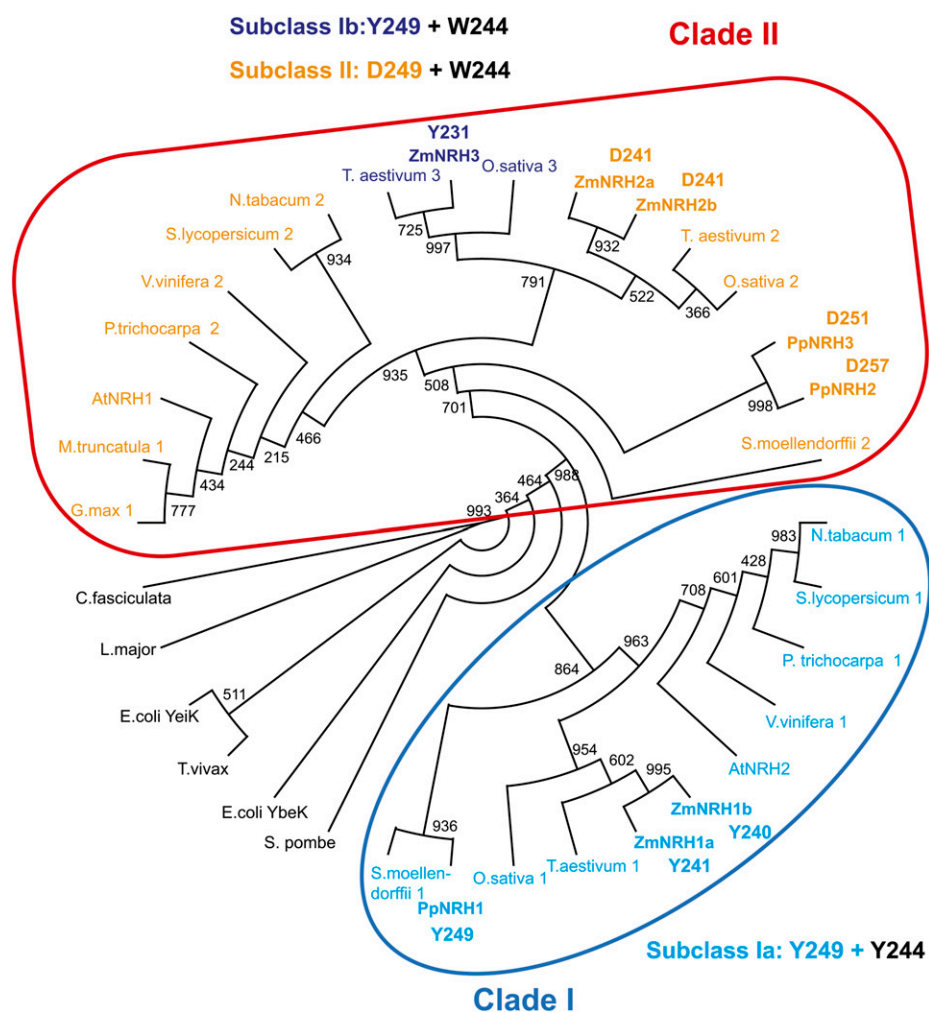 Subclass Ib:Y249 + W244
Clade II
Subclass II: D249 + W244
Y231
ZmNRH3
T. aestivum 3
O.sativa 3
D241
ZmNRH2a
D241
ZmNRH2b
N.tabacum 2
725
997
932
T. aestivum 2
S.lycopersicum 2
934
V.vinifera 2
791
522
O.sativa 2
366
P.trichocarpa 2
D251
PpNRH3
D257
PpNRH2
998
935
508
701
AtNRH1
466
215
244
434
M.truncatula 1
S.moellendorffii 2
G.max 1
777
988
464
364
993
983
N.tabacum 1
428
601
708
S.lycopersicum 1
C.fasciculata
L.major
963
864
P. trichocarpa 1
511
E.coli YeiK
V.vinifera 1
T.vivax
954
602
995
AtNRH2
E.coli YbeK
ZmNRH1b
Y240
S. pombe
936
ZmNRH1a
Y241
S.moellen-
dorffii 1
O.sativa 1
T.aestivum 1
PpNRH1
Y249
Subclass Ia: Y249 + Y244
Clade I